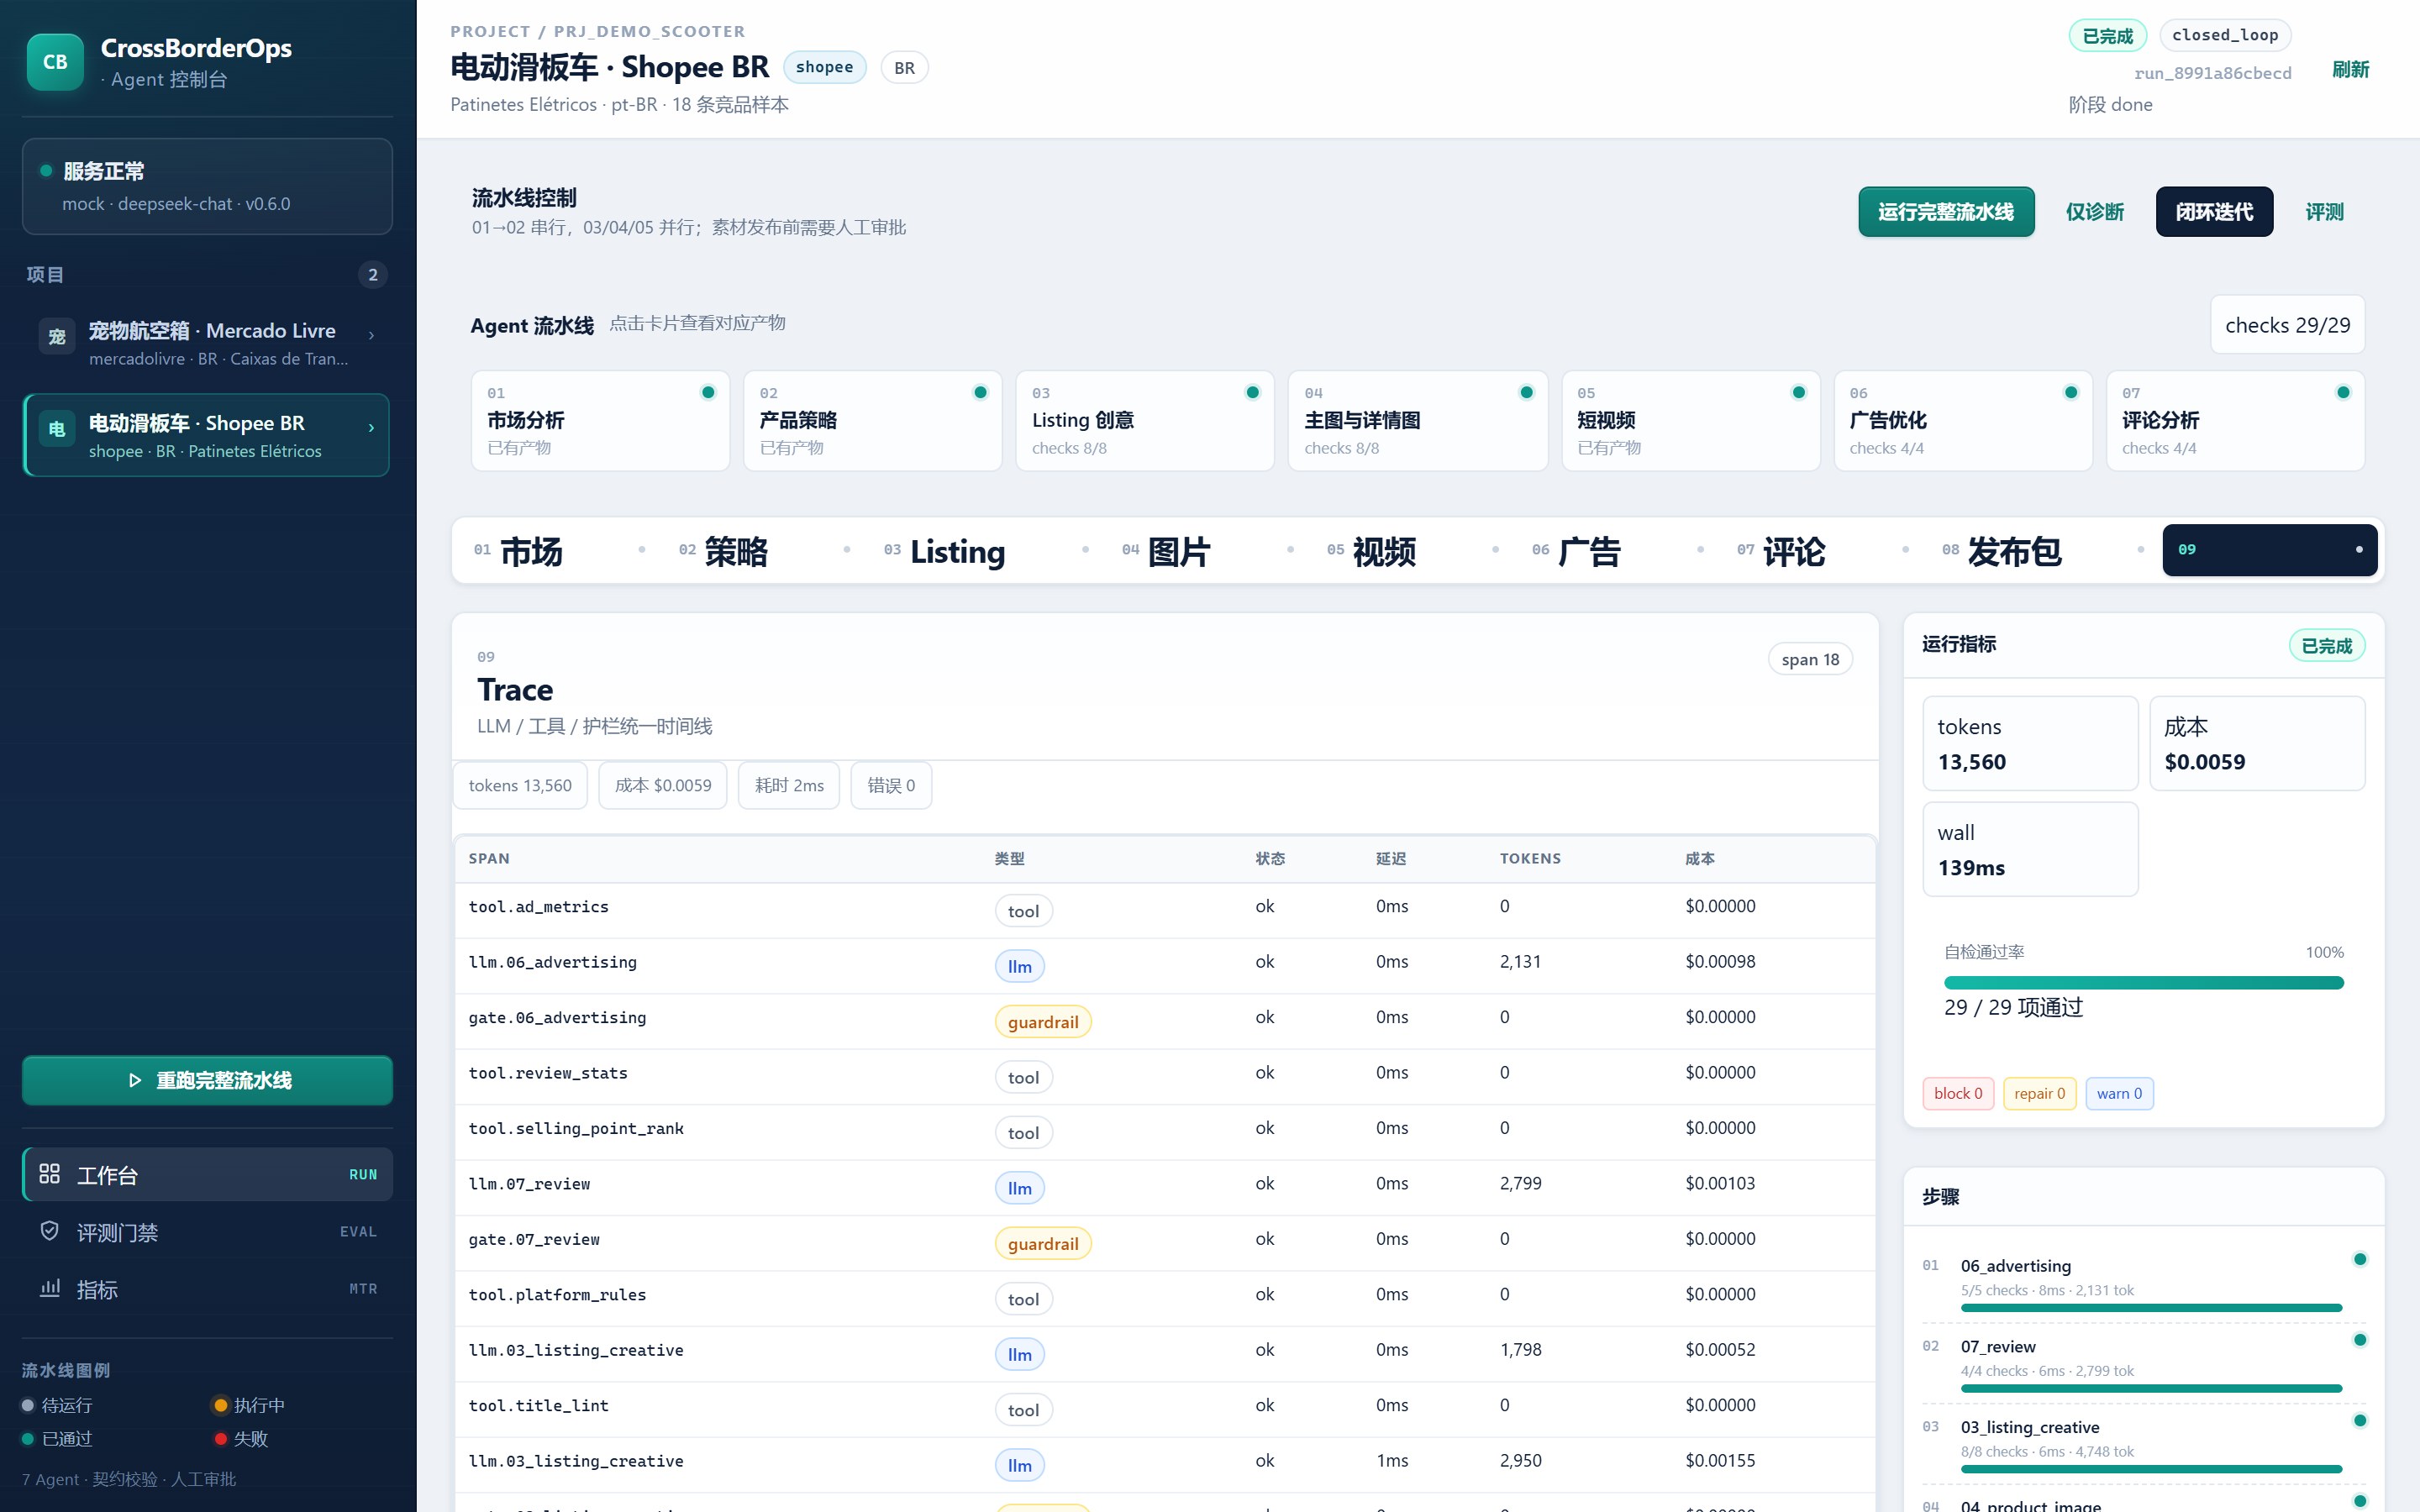 CB
CrossBorderOps
· Agent 控制台
服务正常
mock · deepseek-chat · v0.6.0
项目
2
宠
宠物航空箱 · Mercado Livre
mercadolivre · BR · Caixas de Tran...
电
电动滑板车 · Shopee BR
shopee · BR · Patinetes Elétricos
重跑完整流水线
工作台
RUN
评测门禁
EVAL
指标
MTR
流水线图例
待运行
执行中
已通过
失败
7 Agent · 契约校验 · 人工审批
PROJECT / PRJ_DEMO_SCOOTER
电动滑板车 · Shopee BR
shopee
BR
Patinetes Elétricos · pt-BR · 18 条竞品样本
已完成
closed_loop
run_8991a86cbecd
阶段 done
刷新
流水线控制
01→02 串行，03/04/05 并行；素材发布前需要人工审批
运行完整流水线
仅诊断
闭环迭代
评测
Agent 流水线
点击卡片查看对应产物
checks 29/29
01
市场分析
已有产物
02
产品策略
已有产物
03
Listing 创意
checks 8/8
04
主图与详情图
checks 8/8
05
短视频
已有产物
06
广告优化
checks 4/4
07
评论分析
checks 4/4
01 市场
02 策略
03 Listing
04 图片
05 视频
06 广告
07 评论
08 发布包
09
09
Trace
LLM / 工具 / 护栏统一时间线
span 18
tokens 13,560
成本 $0.0059
耗时 2ms
错误 0
SPAN 类型 状态 延迟 TOKENS 成本
tool.ad_metrics tool ok 0ms 0 $0.00000
llm.06_advertising llm ok 0ms 2,131 $0.00098
gate.06_advertising guardrail ok 0ms 0 $0.00000
tool.review_stats tool ok 0ms 0 $0.00000
tool.selling_point_rank tool ok 0ms 0 $0.00000
llm.07_review llm ok 0ms 2,799 $0.00103
gate.07_review guardrail ok 0ms 0 $0.00000
tool.platform_rules tool ok 0ms 0 $0.00000
llm.03_listing_creative llm ok 0ms 1,798 $0.00052
tool.title_lint tool ok 0ms 0 $0.00000
llm.03_listing_creative llm ok 1ms 2,950 $0.00155
运行指标
已完成
tokens
13,560
成本
$0.0059
wall
139ms
自检通过率
100%
29 / 29 项通过
block 0
repair 0
warn 0
步骤
01 06_advertising
5/5 checks · 8ms · 2,131 tok
02 07_review
4/4 checks · 6ms · 2,799 tok
03 03_listing_creative
8/8 checks · 6ms · 4,748 tok
04 04_product_image